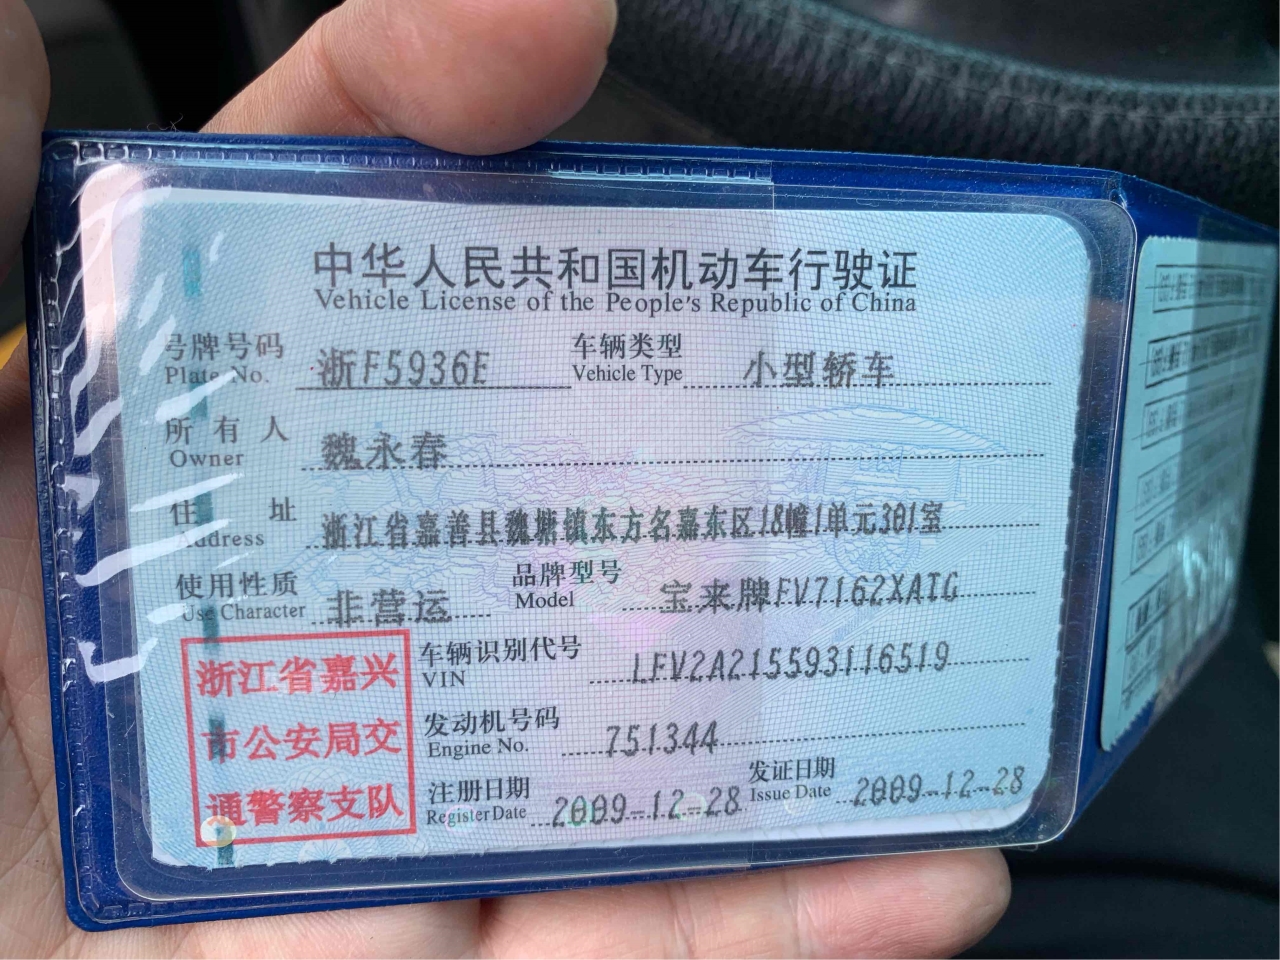 中华人民共和国机动车行驶证
Vehicle License of the People's Republic of China
号牌号码 浙F5936E 车辆类型 小型轿车
Plate No. Vehicle Type
所有人 魏永春
Owner
住址 浙江省嘉善县魏塘镇东方名嘉东区18幢1单元301室
Address
使用性质 非营运 品牌型号 宝来牌FV7162XATG
Use Character Model
车辆识别代号 LFV2A215593116519
VIN
发动机号码 751344
Engine No.
注册日期 2009-12-28 发证日期 2009-12-28
Register Date Issue Date
浙江省嘉兴
市公安局交
通警察支队